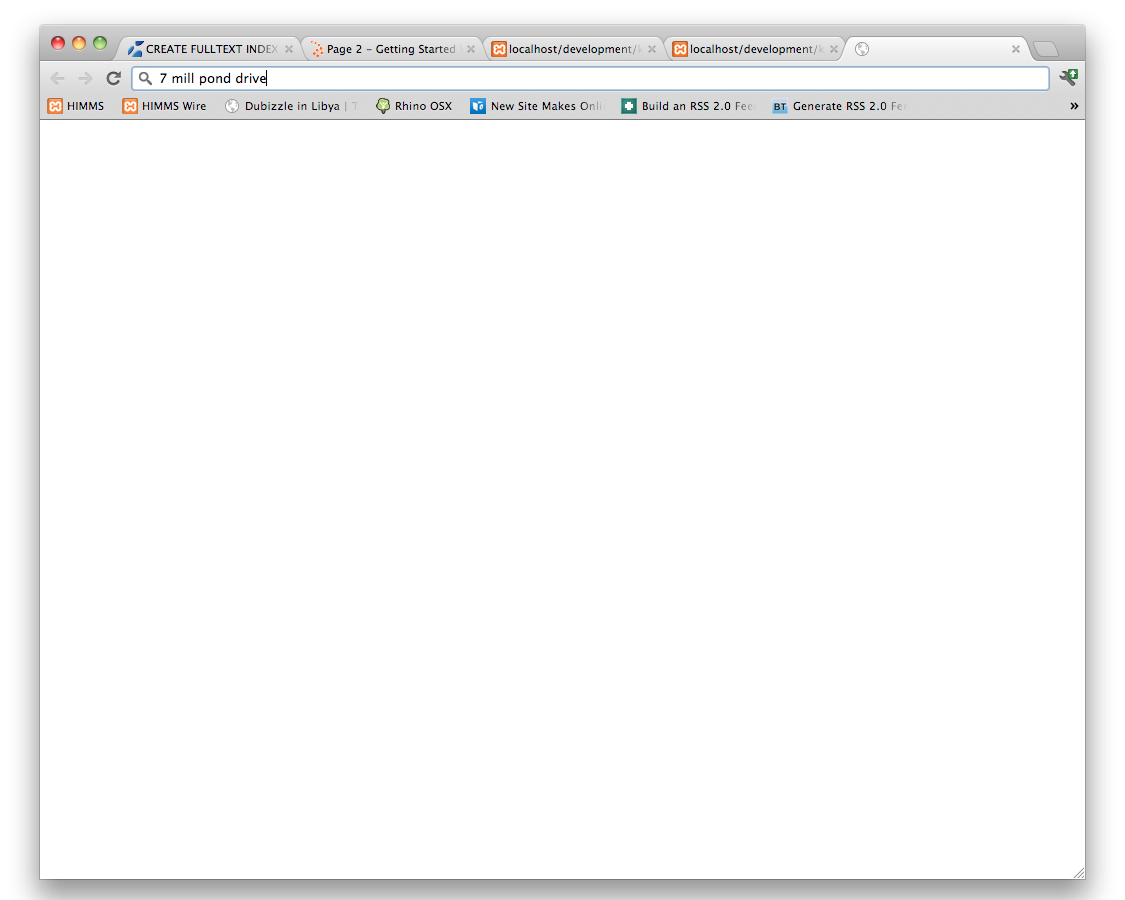 CREATE FULLTEXT INDEX Page 2 – Getting Started localhost/development/ localhost/development/
7 mill pond drive
HIMMS HIMMS Wire Dubizzle in Libya | Rhino OSX New Site Makes Onli Build an RSS 2.0 Fee BT Generate RSS 2.0 Fe »